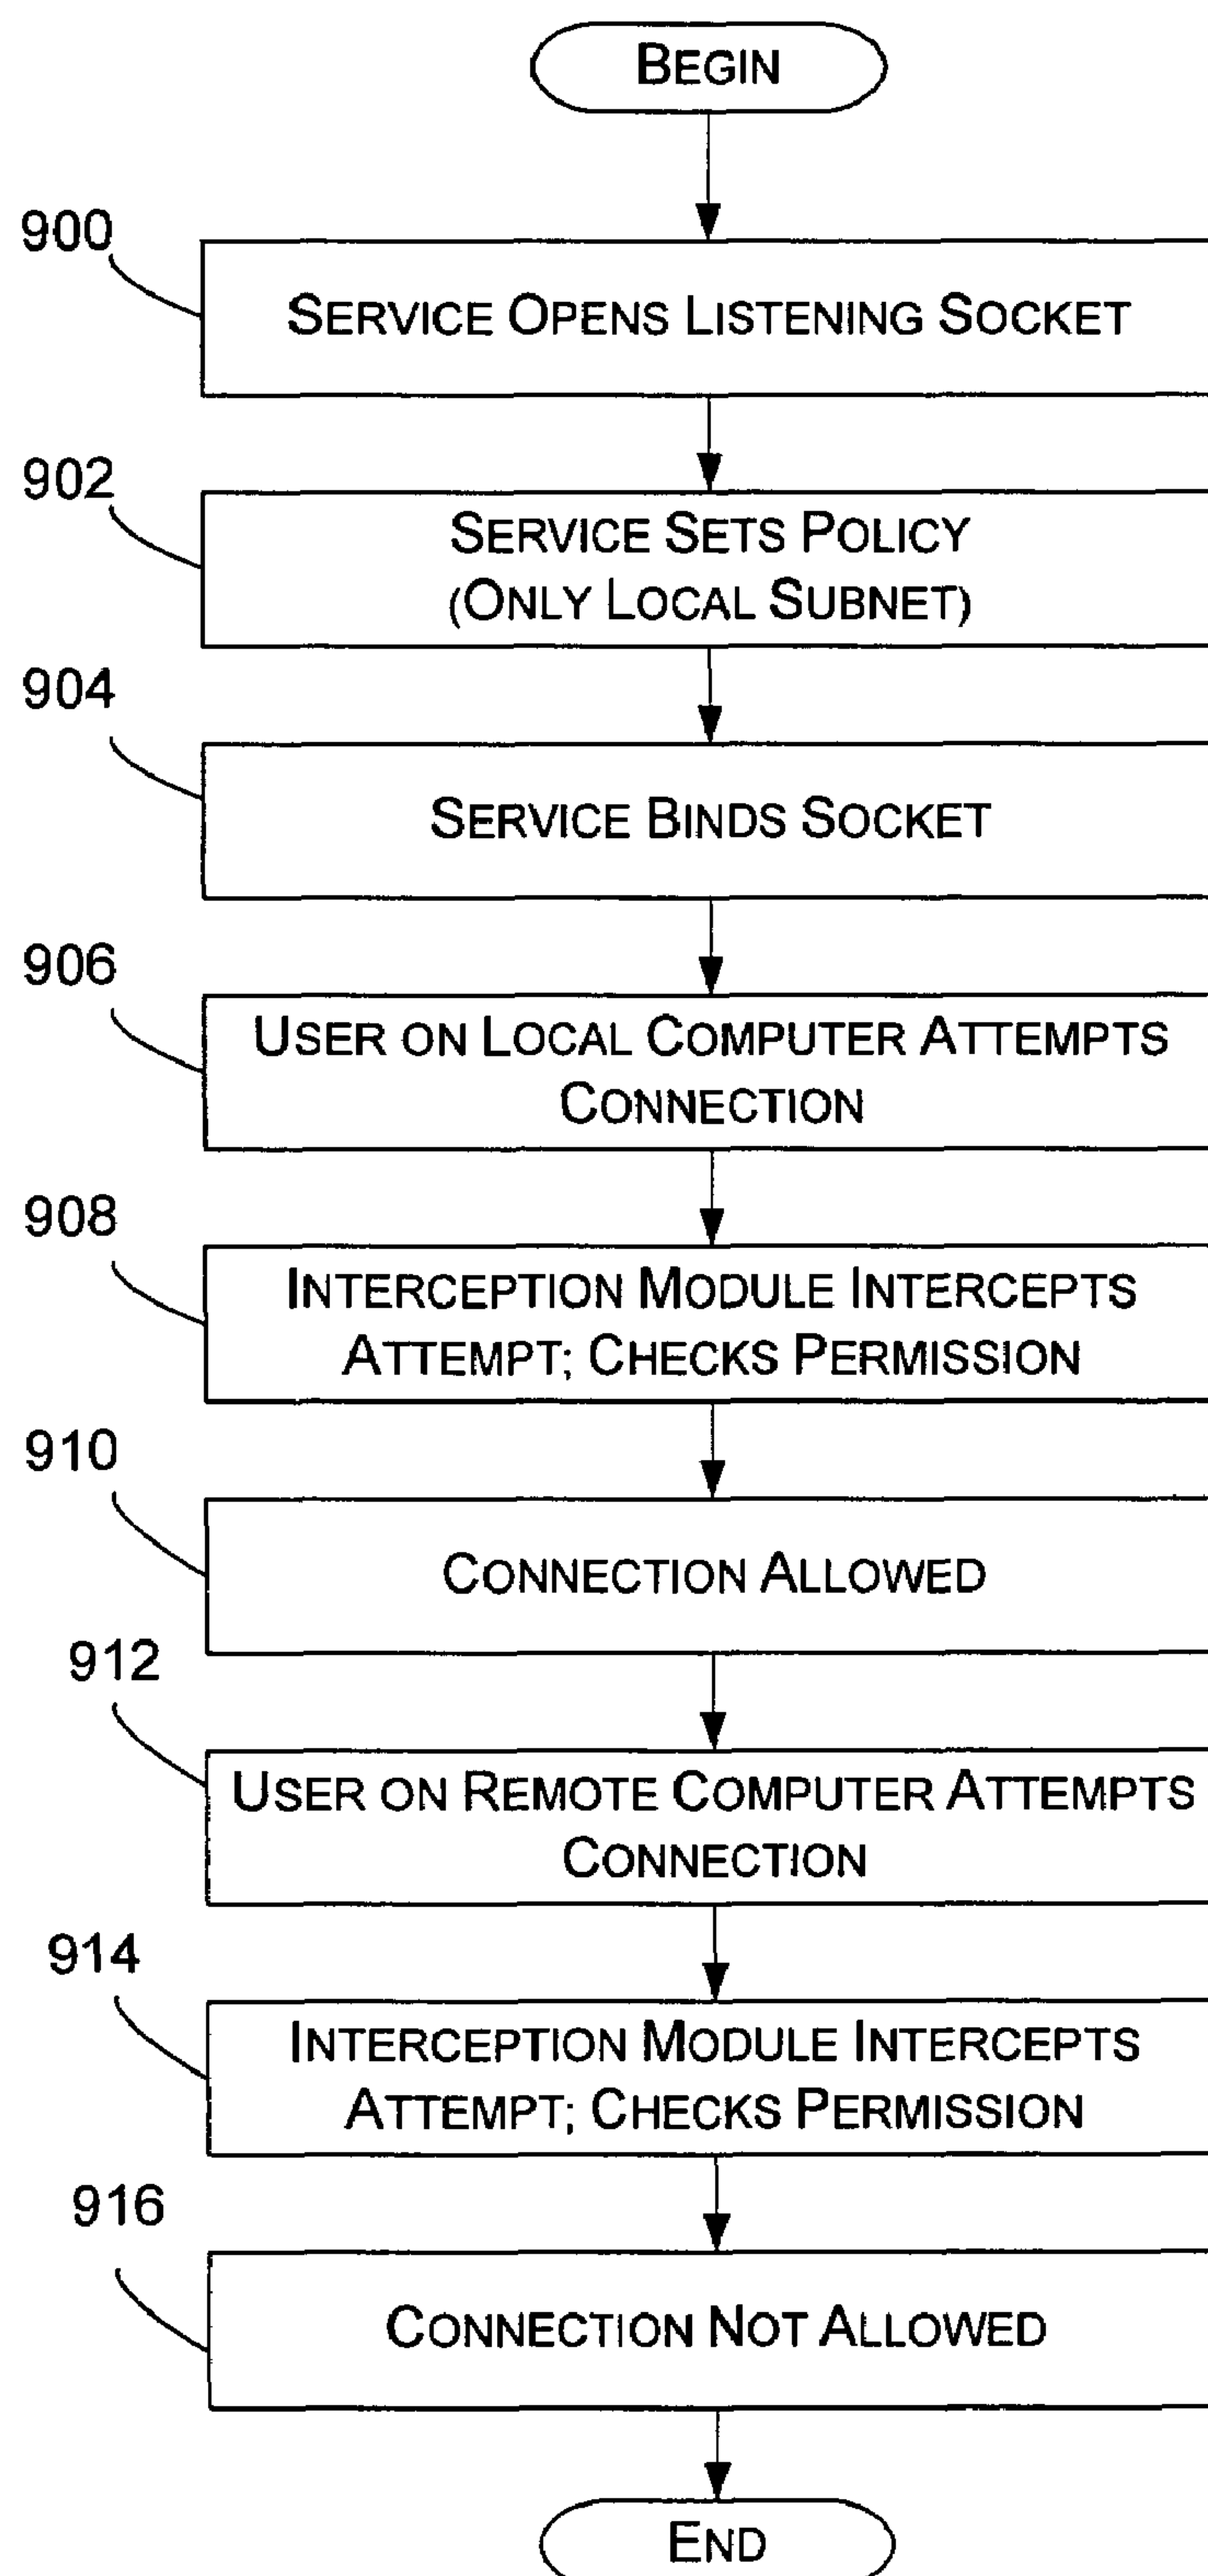 BEGIN
900
SERVICE OPENS LISTENING SOCKET
902
SERVICE SETS POLICY
(ONLY LOCAL SUBNET)
904
SERVICE BINDS SOCKET
906
USER ON LOCAL COMPUTER ATTEMPTS
CONNECTION
908
INTERCEPTION MODULE INTERCEPTS
ATTEMPT; CHECKS PERMISSION
910
CONNECTION ALLOWED
912
USER ON REMOTE COMPUTER ATTEMPTS
CONNECTION
914
INTERCEPTION MODULE INTERCEPTS
ATTEMPT; CHECKS PERMISSION
916
CONNECTION NOT ALLOWED
END